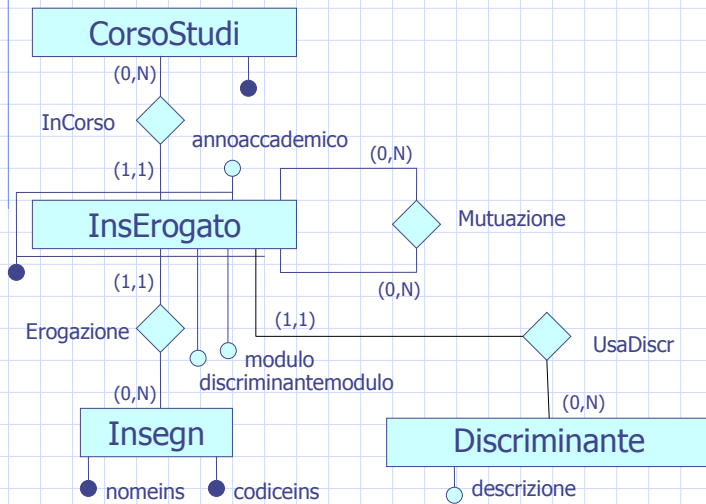 CorsoStudi
(0,N)
InCorso
annoaccademico
(0,N)
(1,1)
InsErogato
Mutuazione
(1,1)
(0,N)
(1,1)
Erogazione
UsaDiscr
modulo
discriminantemodulo
(0,N)
(0,N)
Insegn
Discriminante
nomeins
codiceins
descrizione